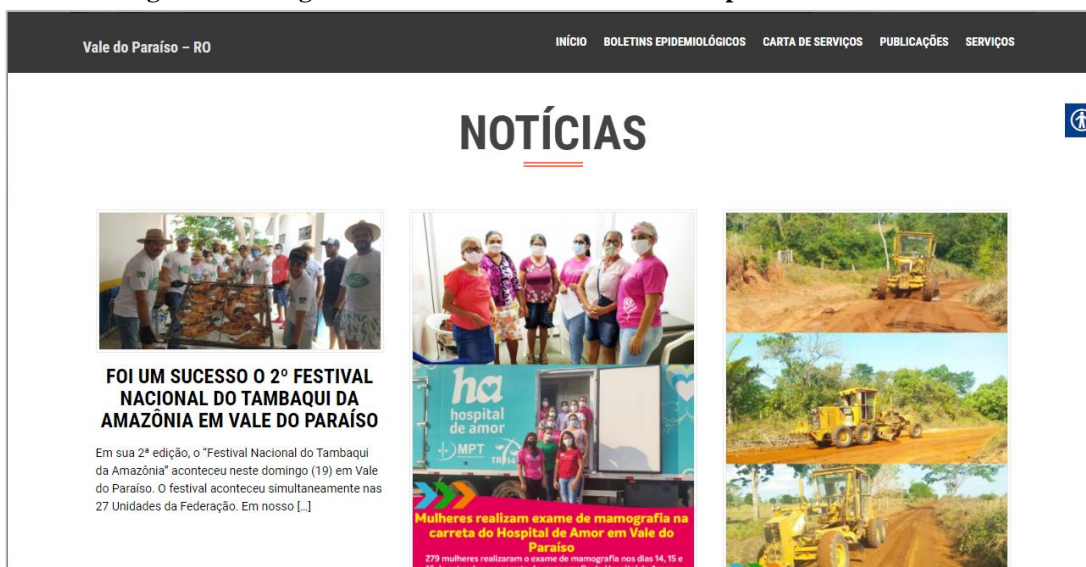 Vale do Paraíso – RO
INÍCIO BOLETINS EPIDEMIOLÓGICOS CARTA DE SERVIÇOS PUBLICAÇÕES SERVIÇOS
NOTÍCIAS
FOI UM SUCESSO O 2º FESTIVAL
NACIONAL DO TAMBAQUI DA
AMAZÔNIA EM VALE DO PARAÍSO
Em sua 2ª edição, o “Festival Nacional do Tambaqui
da Amazônia” aconteceu neste domingo (19) em Vale
do Paraíso. O festival aconteceu simultaneamente nas
27 Unidades da Federação. Em nosso [...]
ha
hospital
de amor
MPT
Mulheres realizam exame de mamografia na
carreta do Hospital de Amor em Vale do
Paraíso
279 mulheres realizaram o exame de mamografia nos dias 14, 15 e